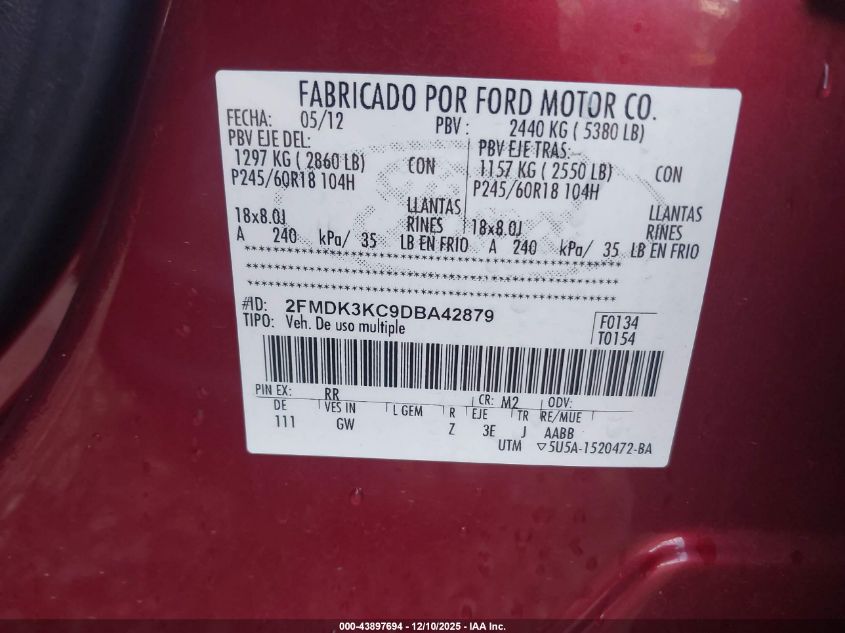 FABRICADO POR FORD MOTOR CO.
FECHA: 05/12 PBV : 2440 KG ( 5380 LB)
PBV EJE DEL: PBV EJE TRAS:
1297 KG ( 2860 LB) CON 1157 KG ( 2550 LB) CON
P245/60R18 104H P245/60R18 104H
LLANTAS LLANTAS
18x8.0J RINES 18x8.0J RINES
A 240 kPa/ 35 LB EN FRIO A 240 kPa/ 35 LB EN FRIO
#ID: 2FMDK3KC9DBA42879
TIPO: Veh. De uso multiple
F0134
T0154
PIN EX: RR CR: M2 ODV:
DE VES IN L GEM R EJE TR RE/MUE
111 GW Z 3E J AABB
UTM ▽5U5A-1520472-BA
000-43897694 - 12/10/2025 - IAA Inc.